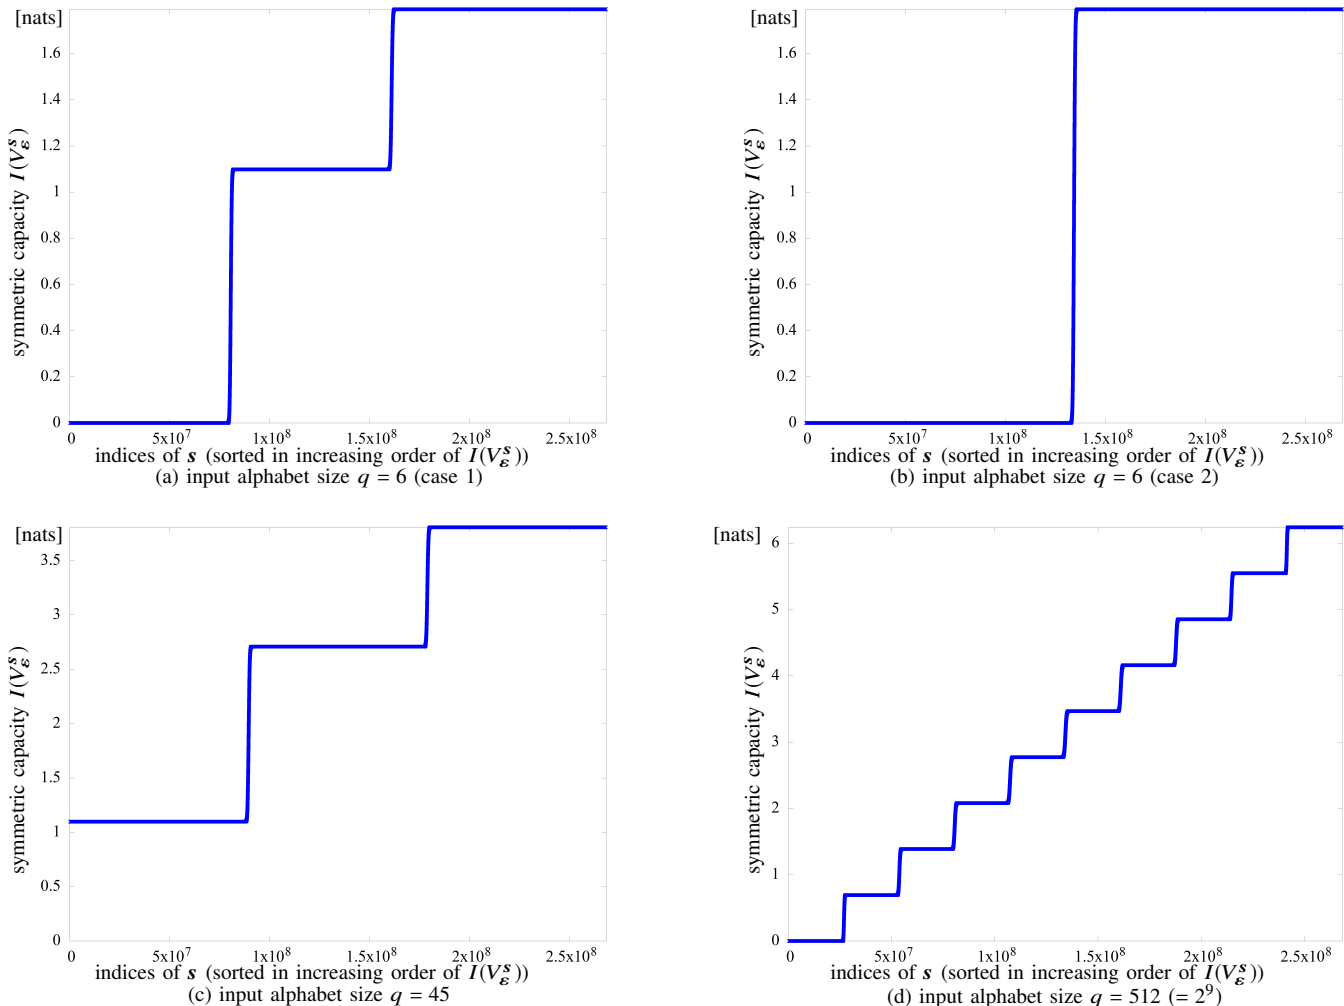 [nats]
1.6
1.4
1.2
1
0.8
0.6
0.4
0.2
0
symmetric capacity I(V_ε^s)
0 5x10^7 1x10^8 1.5x10^8 2x10^8 2.5x10^8
indices of s (sorted in increasing order of I(V_ε^s))
(a) input alphabet size q = 6 (case 1)
[nats]
1.6
1.4
1.2
1
0.8
0.6
0.4
0.2
0
symmetric capacity I(V_ε^s)
0 5x10^7 1x10^8 1.5x10^8 2x10^8 2.5x10^8
indices of s (sorted in increasing order of I(V_ε^s))
(b) input alphabet size q = 6 (case 2)
[nats]
3.5
3
2.5
2
1.5
1
0.5
0
symmetric capacity I(V_ε^s)
0 5x10^7 1x10^8 1.5x10^8 2x10^8 2.5x10^8
indices of s (sorted in increasing order of I(V_ε^s))
(c) input alphabet size q = 45
[nats]
6
5
4
3
2
1
0
symmetric capacity I(V_ε^s)
0 5x10^7 1x10^8 1.5x10^8 2x10^8 2.5x10^8
indices of s (sorted in increasing order of I(V_ε^s))
(d) input alphabet size q = 512 (= 2^9)